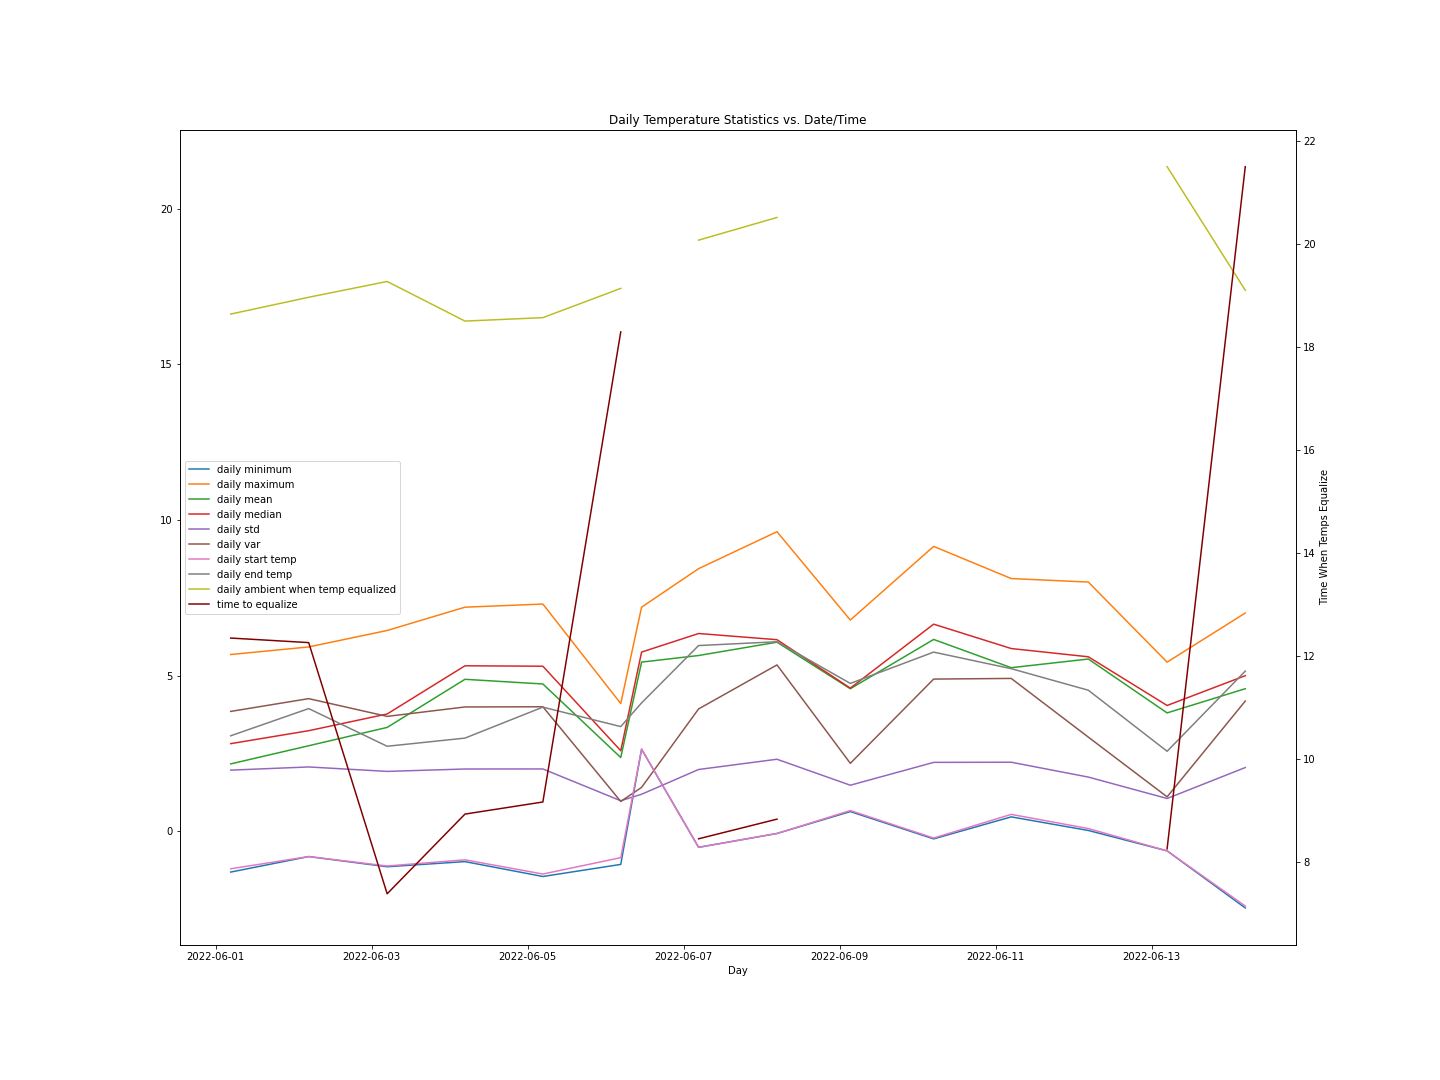 Daily Temperature Statistics vs. Date/Time
22
20
20
18
15
16
daily minimum
daily maximum
daily mean
daily median
daily std
daily var
daily start temp
daily end temp
daily ambient when temp equalized
time to equalize
Time When Temps Equalize
10
14
12
5
10
0
8
2022-06-01 2022-06-03 2022-06-05 2022-06-07 2022-06-09 2022-06-11 2022-06-13
Day